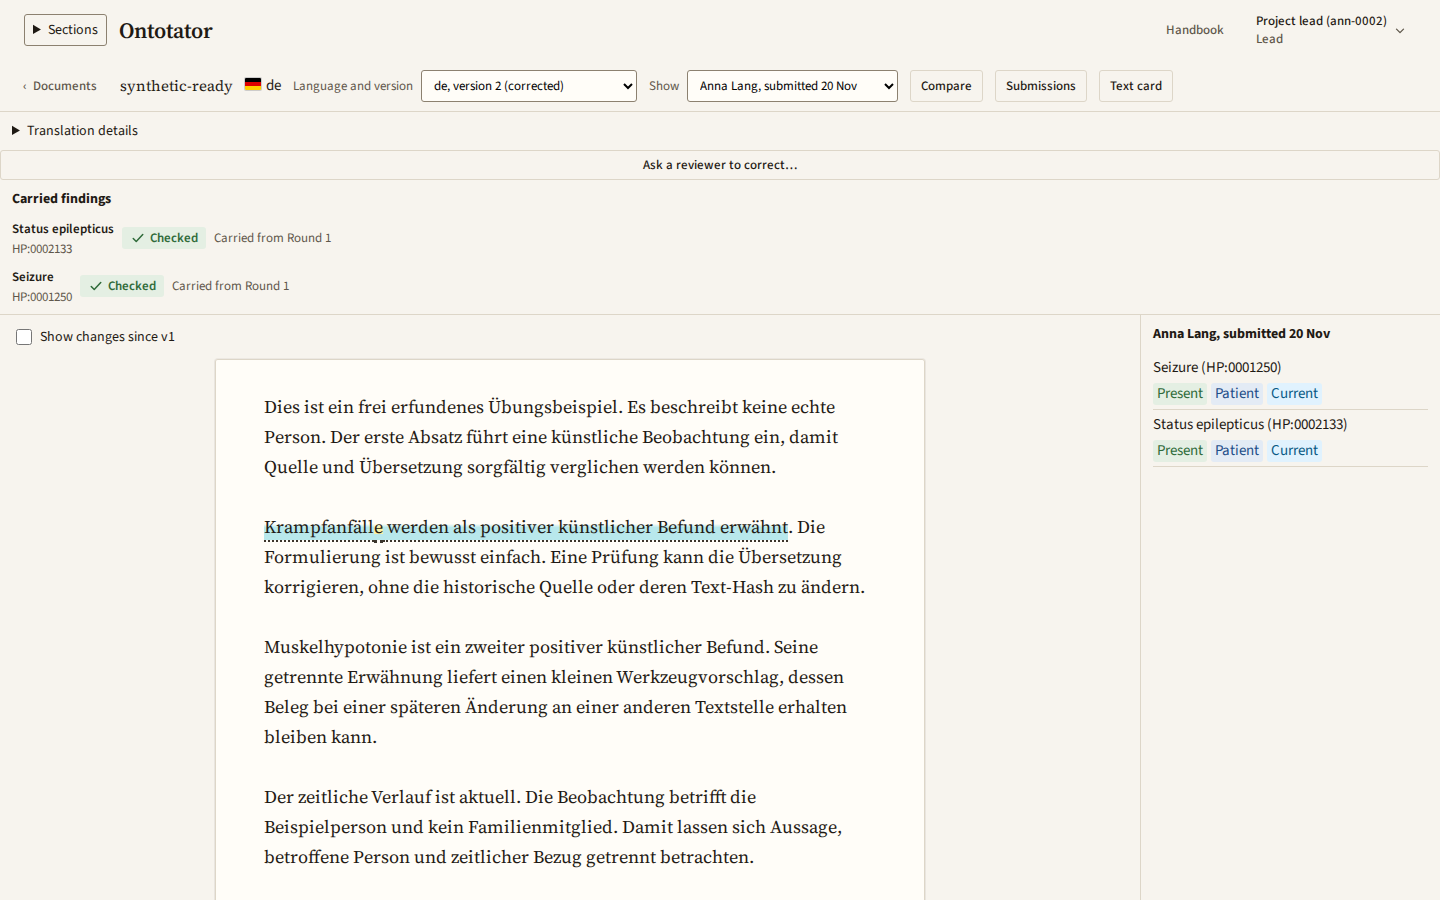 Sections
Ontotator
Handbook
Project lead (ann-0002)
Lead
‹ Documents
synthetic-ready
de
Language and version
de, version 2 (corrected)
Show
Anna Lang, submitted 20 Nov
Compare
Submissions
Text card
Translation details
Ask a reviewer to correct…
Carried findings
Status epilepticus
HP:0002133
Checked
Carried from Round 1
Seizure
HP:0001250
Checked
Carried from Round 1
Show changes since v1
Dies ist ein frei erfundenes Übungsbeispiel. Es beschreibt keine echte
Person. Der erste Absatz führt eine künstliche Beobachtung ein, damit
Quelle und Übersetzung sorgfältig verglichen werden können.
Krampfanfälle werden als positiver künstlicher Befund erwähnt. Die
Formulierung ist bewusst einfach. Eine Prüfung kann die Übersetzung
korrigieren, ohne die historische Quelle oder deren Text-Hash zu ändern.
Muskelhypotonie ist ein zweiter positiver künstlicher Befund. Seine
getrennte Erwähnung liefert einen kleinen Werkzeugvorschlag, dessen
Beleg bei einer späteren Änderung an einer anderen Textstelle erhalten
bleiben kann.
Der zeitliche Verlauf ist aktuell. Die Beobachtung betrifft die
Beispielperson und kein Familienmitglied. Damit lassen sich Aussage,
betroffene Person und zeitlicher Bezug getrennt betrachten.
Anna Lang, submitted 20 Nov
Seizure (HP:0001250)
Present Patient Current
Status epilepticus (HP:0002133)
Present Patient Current